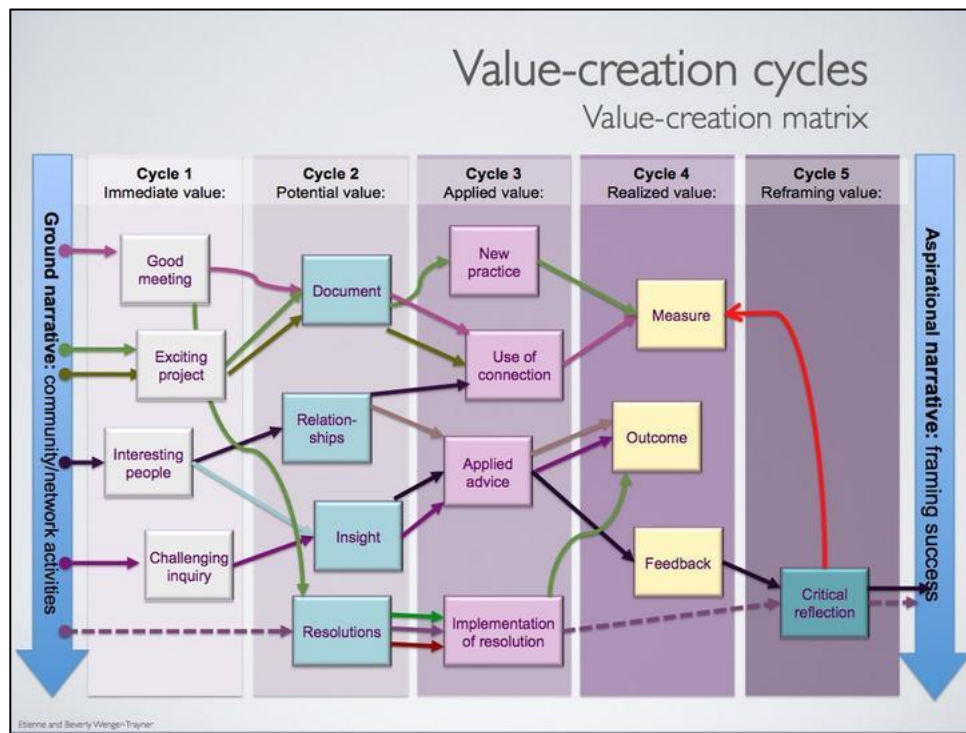 Value-creation cycles
Value-creation matrix
Ground narrative: community/network activities
Cycle 1
Immediate value:
Cycle 2
Potential value:
Cycle 3
Applied value:
Cycle 4
Realized value:
Cycle 5
Reframing value:
Aspirational narrative: framing success
Good
meeting
Exciting
project
Interesting
people
Challenging
inquiry
Document
Relation-
ships
Insight
Resolutions
New
practice
Use of
connection
Applied
advice
Implementation
of resolution
Measure
Outcome
Feedback
Critical
reflection
Etienne and Beverly Wenger-Trayner